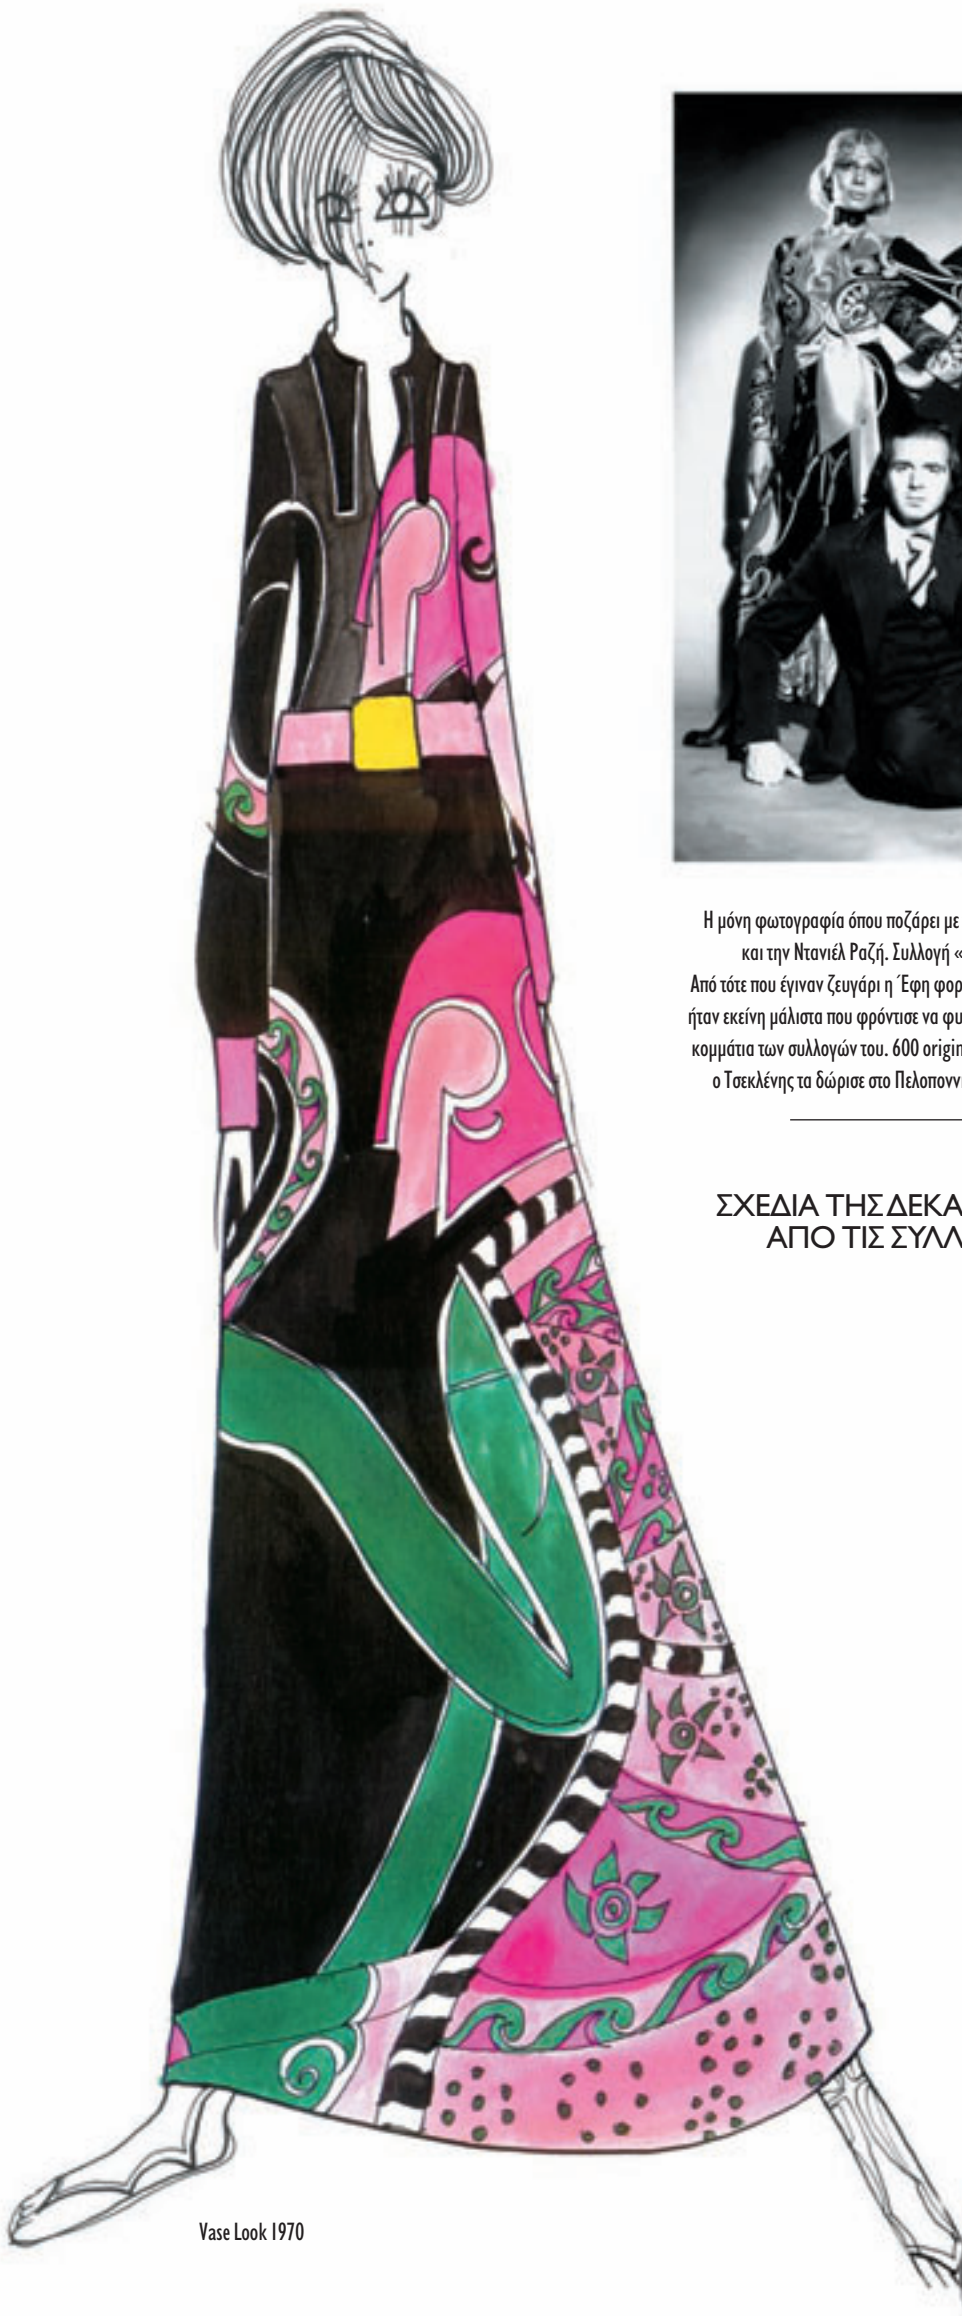 Η μόνη φωτογραφία όπου ποζάρει με
και την Ντανιέλ Ραζή. Συλλογή «
Από τότε που έγιναν ζευγάρι η Έφη φορ
ήταν εκείνη μάλιστα που φρόντισε να φυ
κομμάτια των συλλογών του. 600 origin
ο Τσεκλένης τα δώρισε στο Πελοποννη
ΣΧΕΔΙΑ ΤΗΣ ΔΕΚΑ
ΑΠΟ ΤΙΣ ΣΥΛΛ
Vase Look 1970